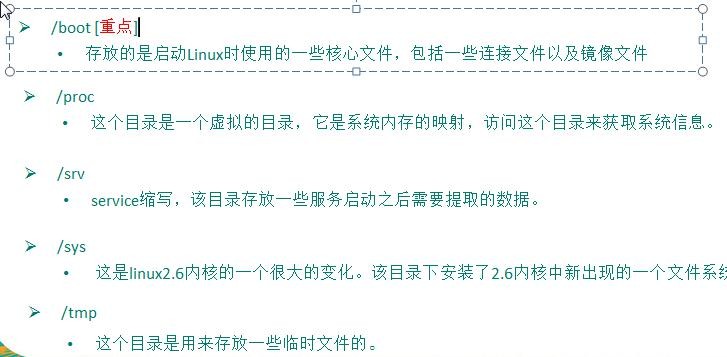 /boot [重点]
存放的是启动Linux时使用的一些核心文件，包括一些连接文件以及镜像文件
/proc
这个目录是一个虚拟的目录，它是系统内存的映射，访问这个目录来获取系统信息。
/srv
service缩写，该目录存放一些服务启动之后需要提取的数据。
/sys
这是linux2.6内核的一个很大的变化。该目录下安装了2.6内核中新出现的一个文件系统
/tmp
这个目录是用来存放一些临时文件的。